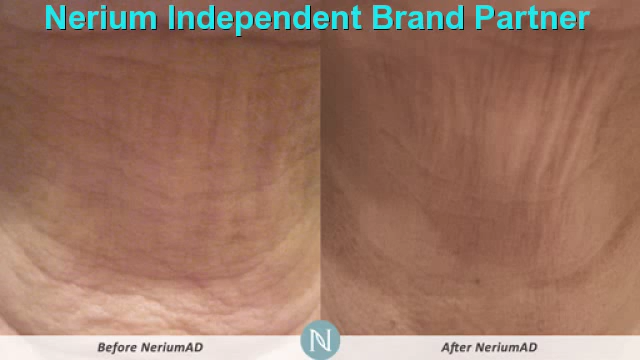 Nerium Independent Brand Partner
Before NeriumAD
N
After NeriumAD